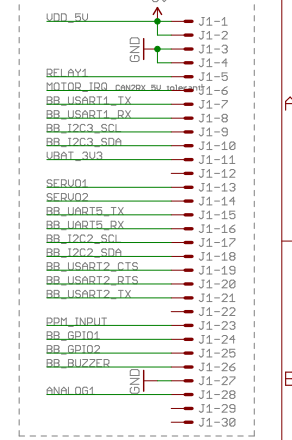 VDD_5V J1-1
J1-2
GND J1-3
J1-4
RELAY1 J1-5
MOTOR_IRQ CAN2RX 5V tolerant J1-6
BB_USART1_TX J1-7
BB_USART1_RX J1-8
BB_I2C3_SCL J1-9
BB_I2C3_SDA J1-10
VBAT_3V3 J1-11
J1-12
SERVO1 J1-13
SERVO2 J1-14
BB_UART5_TX J1-15
BB_UART5_RX J1-16
BB_I2C2_SCL J1-17
BB_I2C2_SDA J1-18
BB_USART2_CTS J1-19
BB_USART2_RTS J1-20
BB_USART2_TX J1-21
J1-22
PPM_INPUT J1-23
BB_GPIO1 J1-24
BB_GPIO2 J1-25
BB_BUZZER J1-26
GND J1-27
ANALOG1 J1-28
J1-29
J1-30